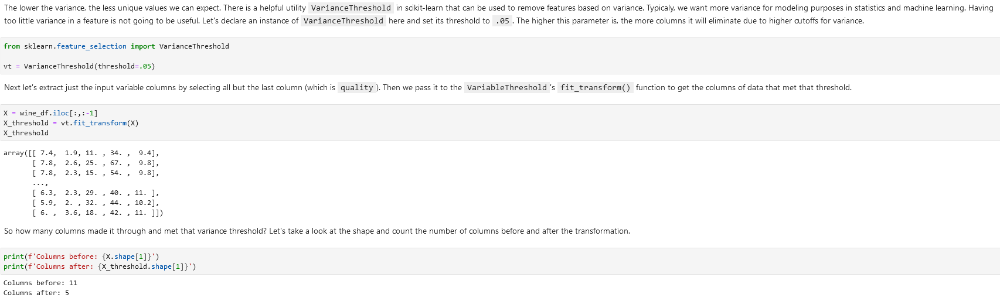 The lower the variance, the less unique values we can expect. There is a helpful utility VarianceThreshold in scikit-learn that can be used to remove features based on variance. Typicaly, we want more variance for modeling purposes in statistics and machine learning. Having
too little variance in a feature is not going to be useful. Let's declare an instance of VarianceThreshold here and set its threshold to .05 . The higher this parameter is, the more columns it will eliminate due to higher cutoffs for variance.
from sklearn.feature_selection import VarianceThreshold
vt = VarianceThreshold(threshold=.05)
Next let's extract just the input variable columns by selecting all but the last column (which is quality ). Then we pass it to the VariableThreshold 's fit_transform() function to get the columns of data that met that threshold.
X = wine_df.iloc[:,:-1]
X_threshold = vt.fit_transform(X)
X_threshold
array([[ 7.4,  1.9, 11. , 34. ,  9.4],
       [ 7.8,  2.6, 25. , 67. ,  9.8],
       [ 7.8,  2.3, 15. , 54. ,  9.8],
       ...,
       [ 6.3,  2.3, 29. , 40. , 11. ],
       [ 5.9,  2. , 32. , 44. , 10.2],
       [ 6. ,  3.6, 18. , 42. , 11. ]])
So how many columns made it through and met that variance threshold? Let's take a look at the shape and count the number of columns before and after the transformation.
print(f'Columns before: {X.shape[1]}')
print(f'Columns after: {X_threshold.shape[1]}')
Columns before: 11
Columns after: 5